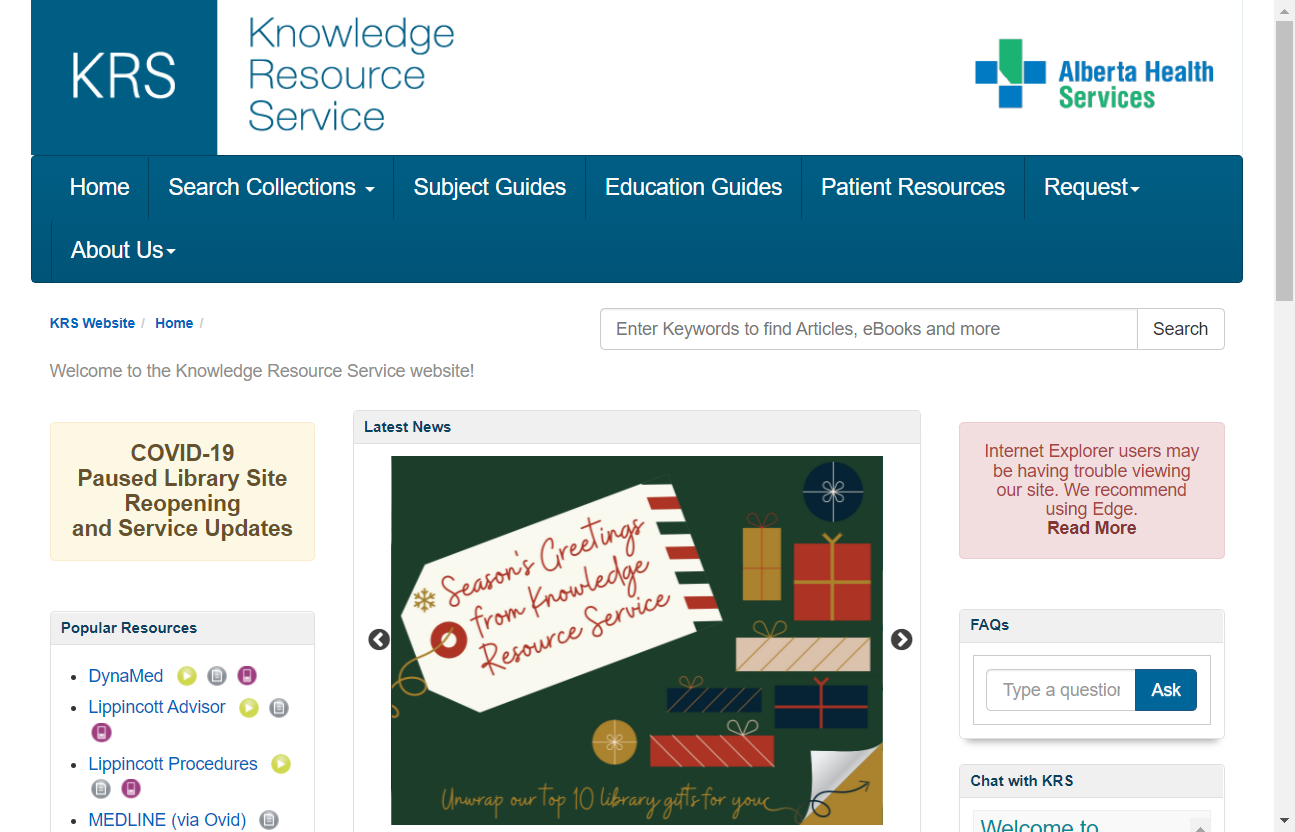 KRS
Knowledge
Resource
Service
Alberta Health
Services
Home
Search Collections
Subject Guides
Education Guides
Patient Resources
Request
About Us
KRS Website / Home /
Enter Keywords to find Articles, eBooks and more
Search
Welcome to the Knowledge Resource Service website!
COVID-19
Paused Library Site
Reopening
and Service Updates
Popular Resources
DynaMed
Lippincott Advisor
Lippincott Procedures
MEDLINE (via Ovid)
Latest News
Season's Greetings
from Knowledge
Resource Service
Unwrap our top 10 library gifts for you
Internet Explorer users may
be having trouble viewing
our site. We recommend
using Edge.
Read More
FAQs
Type a question
Ask
Chat with KRS
Welcome to